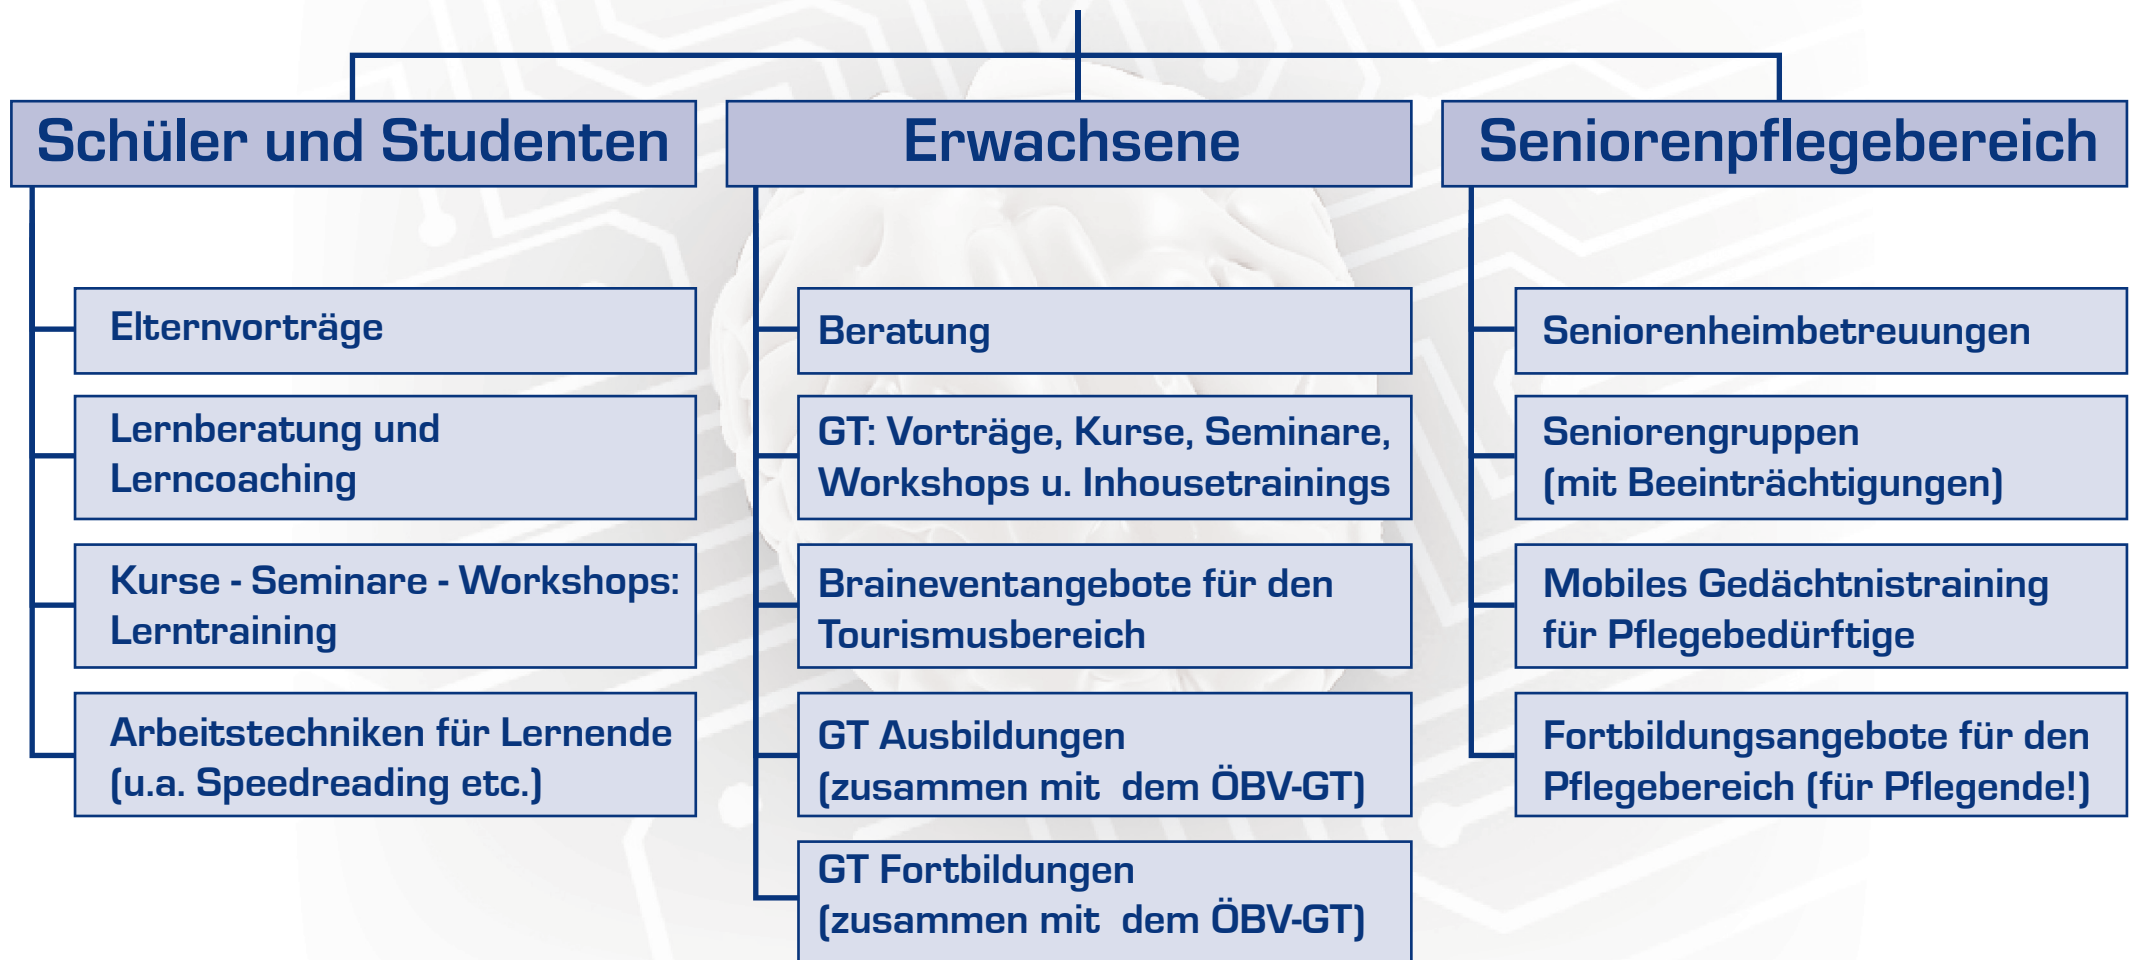 Schüler und Studenten
Elternvorträge
Lernberatung und
Lerncoaching
Kurse - Seminare - Workshops:
Lerntraining
Arbeitstechniken für Lernende
(u.a. Speedreading etc.)
Erwachsene
Beratung
GT: Vorträge, Kurse, Seminare,
Workshops u. Inhousetrainings
Braineventangebote für den
Tourismusbereich
GT Ausbildungen
(zusammen mit dem ÖBV-GT)
GT Fortbildungen
(zusammen mit dem ÖBV-GT)
Seniorenpflegebereich
Seniorenheimbetreuungen
Seniorengruppen
(mit Beeinträchtigungen)
Mobiles Gedächtnistraining
für Pflegebedürftige
Fortbildungsangebote für den
Pflegebereich (für Pflegende!)